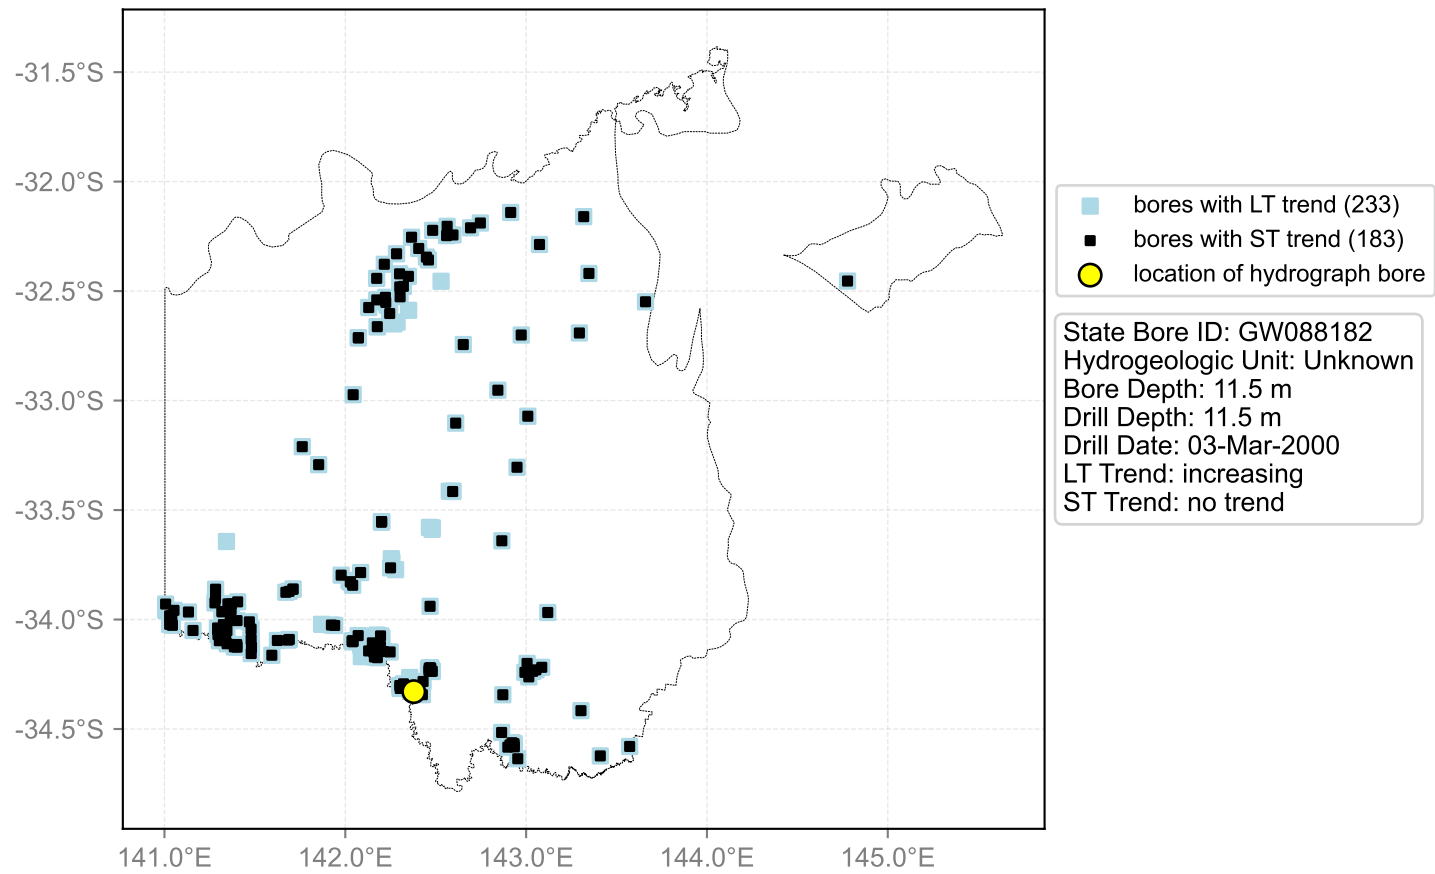 -31.5°S
-32.0°S
-32.5°S
-33.0°S
-33.5°S
-34.0°S
-34.5°S
141.0°E
142.0°E
143.0°E
144.0°E
145.0°E
bores with LT trend (233)
bores with ST trend (183)
location of hydrograph bore
State Bore ID: GW088182
Hydrogeologic Unit: Unknown
Bore Depth: 11.5 m
Drill Depth: 11.5 m
Drill Date: 03-Mar-2000
LT Trend: increasing
ST Trend: no trend